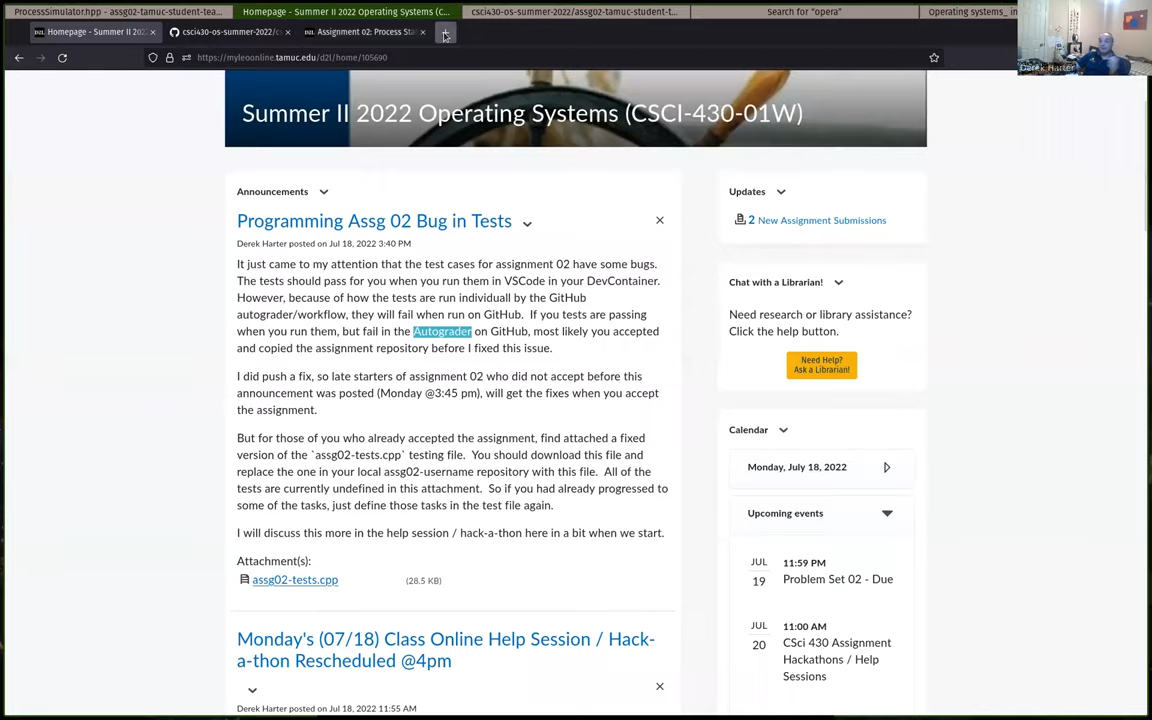 ProcessSimulator.hpp - assg02-tamuc-student-tea...
Homepage - Summer II 2022 Operating Systems (C...
csci430-os-summer-2022/assg02-tamuc-student-t...
Search for "opera"
Operating systems_ in
Homepage - Summer II 202
csci430-os-summer-2022/c
Assignment 02: Process Sta
https://myleoonline.tamuc.edu/d2l/home/105690
Derek Harter
Summer II 2022 Operating Systems (CSCI-430-01W)
Announcements
Programming Assg 02 Bug in Tests
Derek Harter posted on Jul 18, 2022 3:40 PM
It just came to my attention that the test cases for assignment 02 have some bugs.
The tests should pass for you when you run them in VSCode in your DevContainer.
However, because of how the tests are run individuall by the GitHub
autograder/workflow, they will fail when run on GitHub. If you tests are passing
when you run them, but fail in the Autograder on GitHub, most likely you accepted
and copied the assignment repository before I fixed this issue.
I did push a fix, so late starters of assignment 02 who did not accept before this
announcement was posted (Monday @3:45 pm), will get the fixes when you accept
the assignment.
But for those of you who already accepted the assignment, find attached a fixed
version of the `assg02-tests.cpp` testing file. You should download this file and
replace the one in your local assg02-username repository with this file. All of the
tests are currently undefined in this attachment. So if you had already progressed to
some of the tasks, just define those tasks in the test file again.
I will discuss this more in the help session / hack-a-thon here in a bit when we start.
Attachment(s):
assg02-tests.cpp (28.5 KB)
Monday's (07/18) Class Online Help Session / Hack-
a-thon Rescheduled @4pm
Derek Harter posted on Jul 18, 2022 11:55 AM
Updates
2 New Assignment Submissions
Chat with a Librarian!
Need research or library assistance?
Click the help button.
Need Help?
Ask a Librarian!
Calendar
Monday, July 18, 2022
Upcoming events
JUL
19
11:59 PM
Problem Set 02 - Due
JUL
20
11:00 AM
CSci 430 Assignment
Hackathons / Help
Sessions